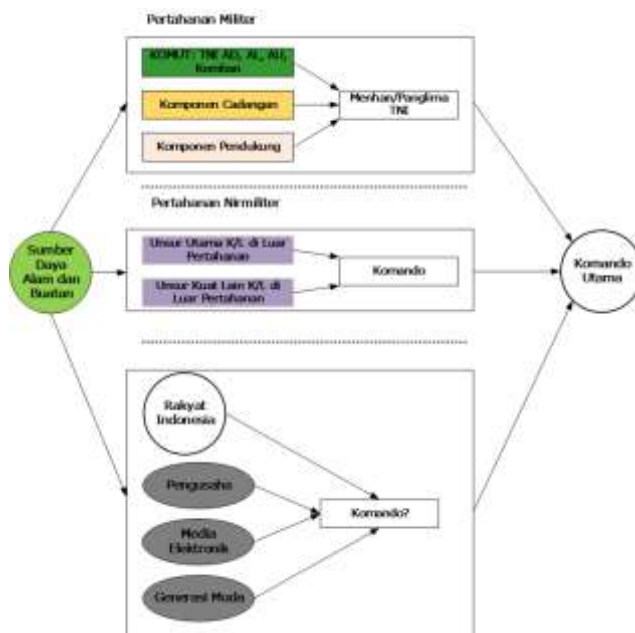 Pertahanan Militer
KOMUT: TNI AD, AL, AU,
Kemhan
Komponen Cadangan
Komponen Pendukung
Menhan/Panglima
TNI
Pertahanan Nirmiliter
Unsur Utama K/L di Luar
Pertahanan
Unsur Kuat Lain K/L di
Luar Pertahanan
Komando
Sumber
Daya
Alam dan
Buatan
Komando
Utama
Rakyat
Indonesia
Pengusaha
Media
Elektronik
Generasi Muda
Komando?